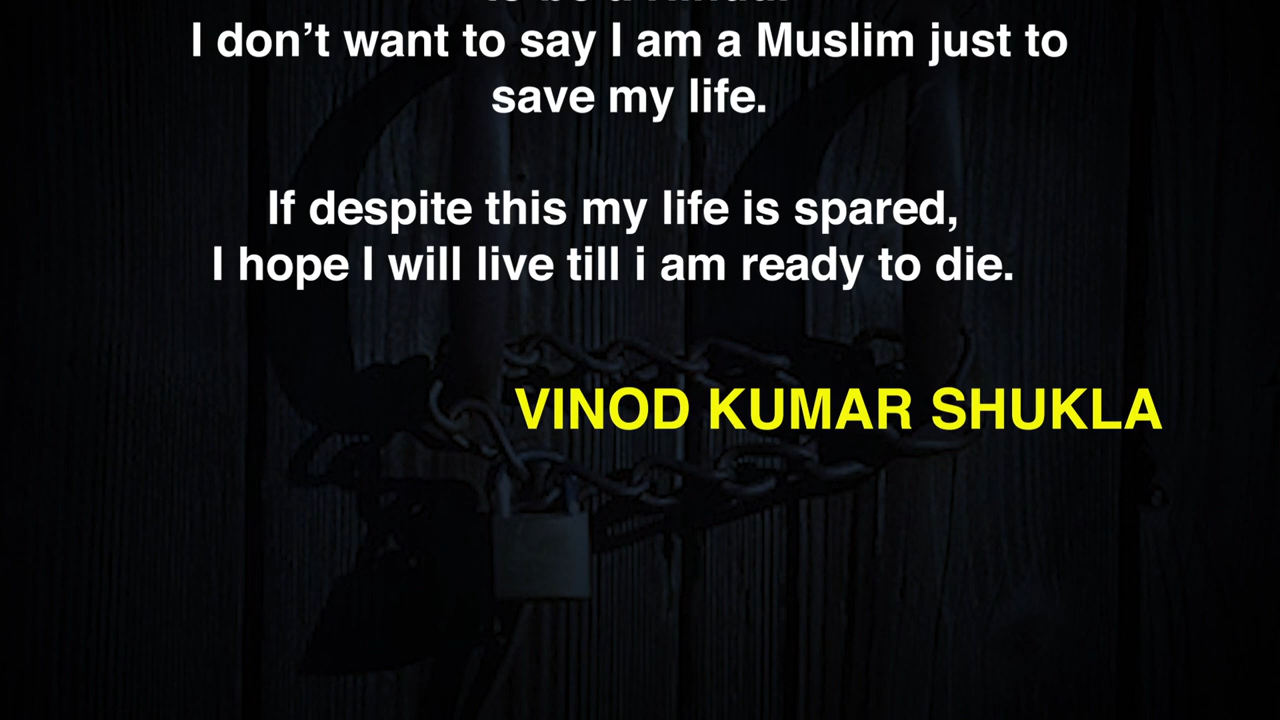 I don’t want to say I am a Muslim just to
save my life.
If despite this my life is spared,
I hope I will live till i am ready to die.
VINOD KUMAR SHUKLA